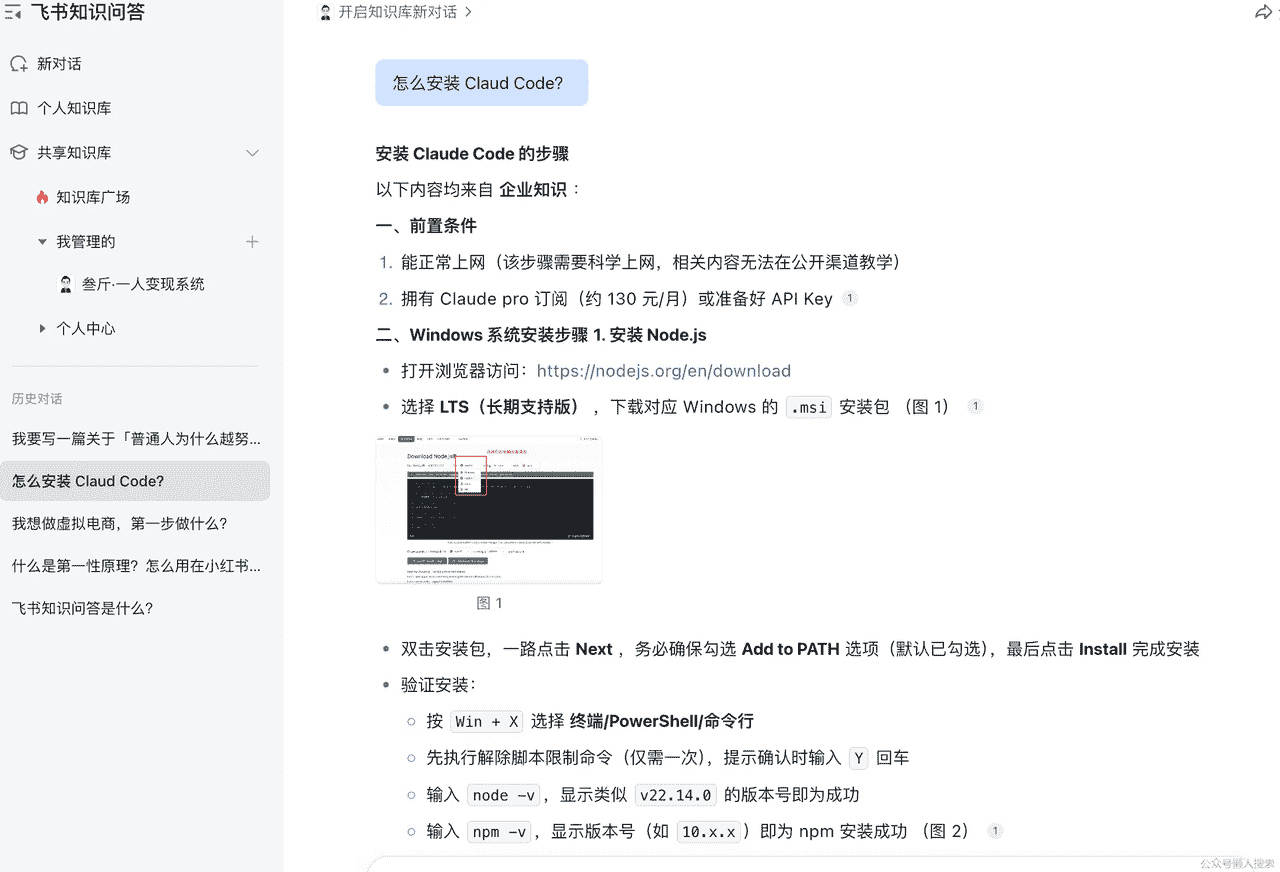 飞书知识问答
新对话
个人知识库
共享知识库
知识库广场
我管理的
叁斤·一人变现系统
个人中心
历史对话
我要写一篇关于「普通人为什么越努...
怎么安装 Claud Code?
我想做虚拟电商，第一步做什么?
什么是第一性原理？怎么用在小红书...
飞书知识问答是什么?
开启知识库新对话
怎么安装 Claud Code?
安装 Claude Code 的步骤
以下内容均来自 企业知识：
一、前置条件
1. 能正常上网（该步骤需要科学上网，相关内容无法在公开渠道教学）
2. 拥有 Claude pro 订阅（约 130 元/月）或准备好 API Key 1
二、Windows 系统安装步骤 1. 安装 Node.js
打开浏览器访问：https://nodejs.org/en/download
选择 LTS（长期支持版） ，下载对应 Windows 的 .msi 安装包 （图 1） 1
Download Node.js
图 1
双击安装包，一路点击 Next ，务必确保勾选 Add to PATH 选项（默认已勾选），最后点击 Install 完成安装
验证安装：
按 Win + X 选择 终端/PowerShell/命令行
先执行解除脚本限制命令（仅需一次），提示确认时输入 Y 回车
输入 node -v，显示类似 v22.14.0 的版本号即为成功
输入 npm -v，显示版本号（如 10.x.x）即为 npm 安装成功 （图 2） 1
公众号懒人搜索